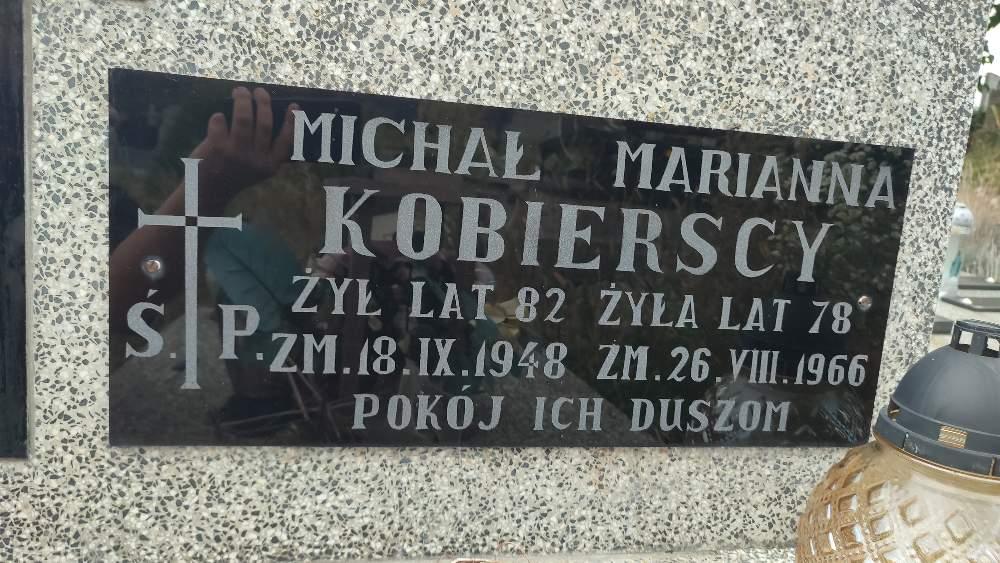 MICHAŁ MARIANNA
KOBIERSCY
ŻYŁ LAT 82 ŻYŁA LAT 78
Ś. P. ZM. 18. IX. 1948 ZM. 26. VIII. 1966
POKÓJ ICH DUSZOM